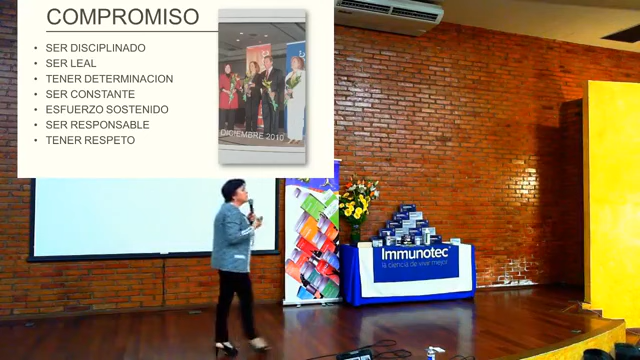 COMPROMISO
• SER DISCIPLINADO
• SER LEAL
• TENER DETERMINACION
• SER CONSTANTE
• ESFUERZO SOSTENIDO
• SER RESPONSABLE
• TENER RESPETO
DICIEMBRE 2010
Immunotec
la ciencia de vivir mejor